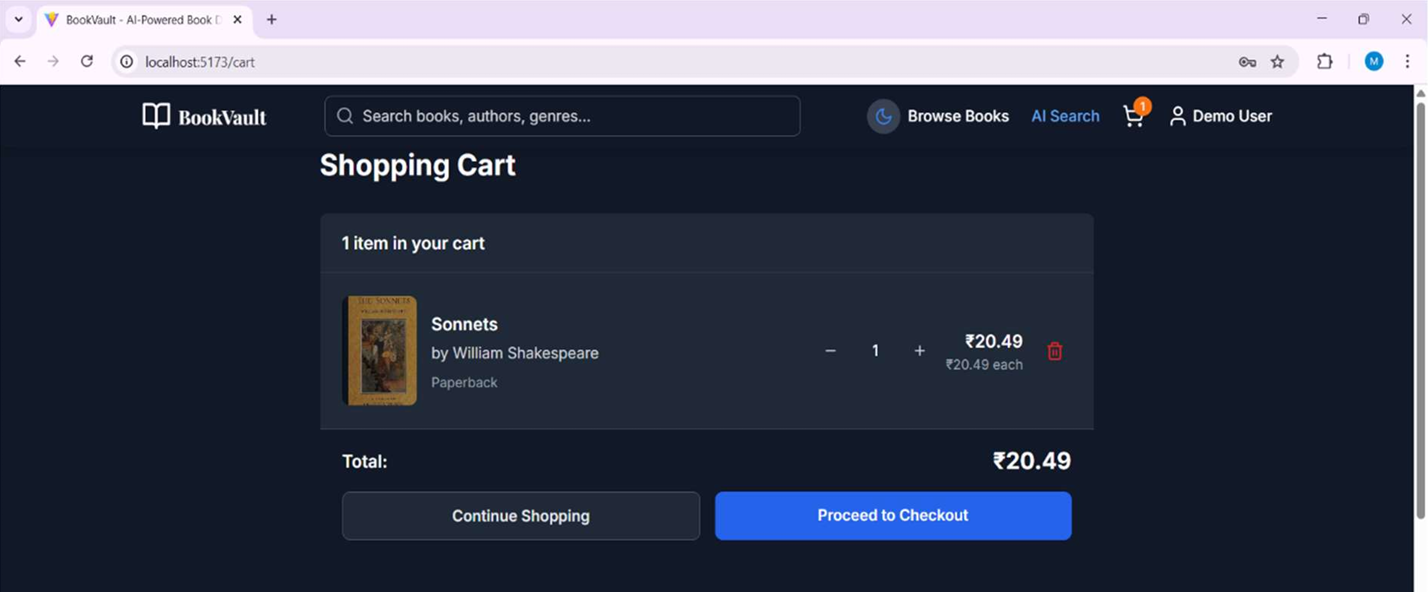 BookVault - AI-Powered Book D
localhost:5173/cart
M
BookVault
Search books, authors, genres...
Browse Books
AI Search
1
Demo User
Shopping Cart
1 item in your cart
THE SONNETS
Sonnets
by William Shakespeare
Paperback
− 1 +
₹20.49
₹20.49 each
Total:
₹20.49
Continue Shopping
Proceed to Checkout